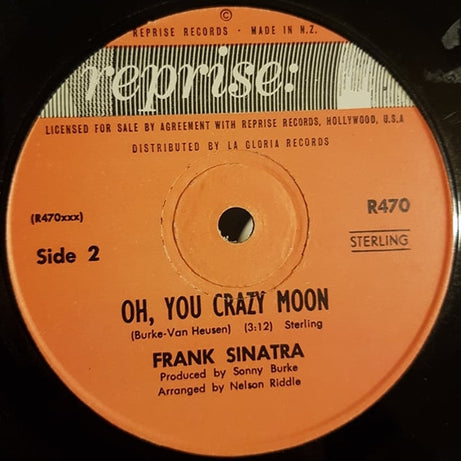 ©
REPRISE RECORDS · MADE IN N.Z.
reprise:
LICENSED FOR SALE BY AGREEMENT WITH REPRISE RECORDS, HOLLYWOOD, U.S.A
DISTRIBUTED BY LA GLORIA RECORDS
(R470xxx)
R470
Side 2
STERLING
OH, YOU CRAZY MOON
(Burke-Van Heusen) (3:12) Sterling
FRANK SINATRA
Produced by Sonny Burke
Arranged by Nelson Riddle